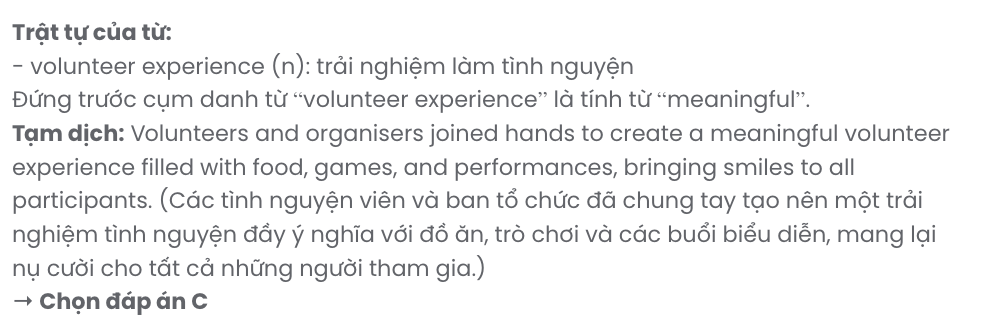 Trật tự của từ:
- volunteer experience (n): trải nghiệm làm tình nguyện
Đứng trước cụm danh từ “volunteer experience” là tính từ “meaningful”.
Tạm dịch: Volunteers and organisers joined hands to create a meaningful volunteer
experience filled with food, games, and performances, bringing smiles to all
participants. (Các tình nguyện viên và ban tổ chức đã chung tay tạo nên một trải
nghiệm tình nguyện đầy ý nghĩa với đồ ăn, trò chơi và các buổi biểu diễn, mang lại
nụ cười cho tất cả những người tham gia.)
→ Chọn đáp án C